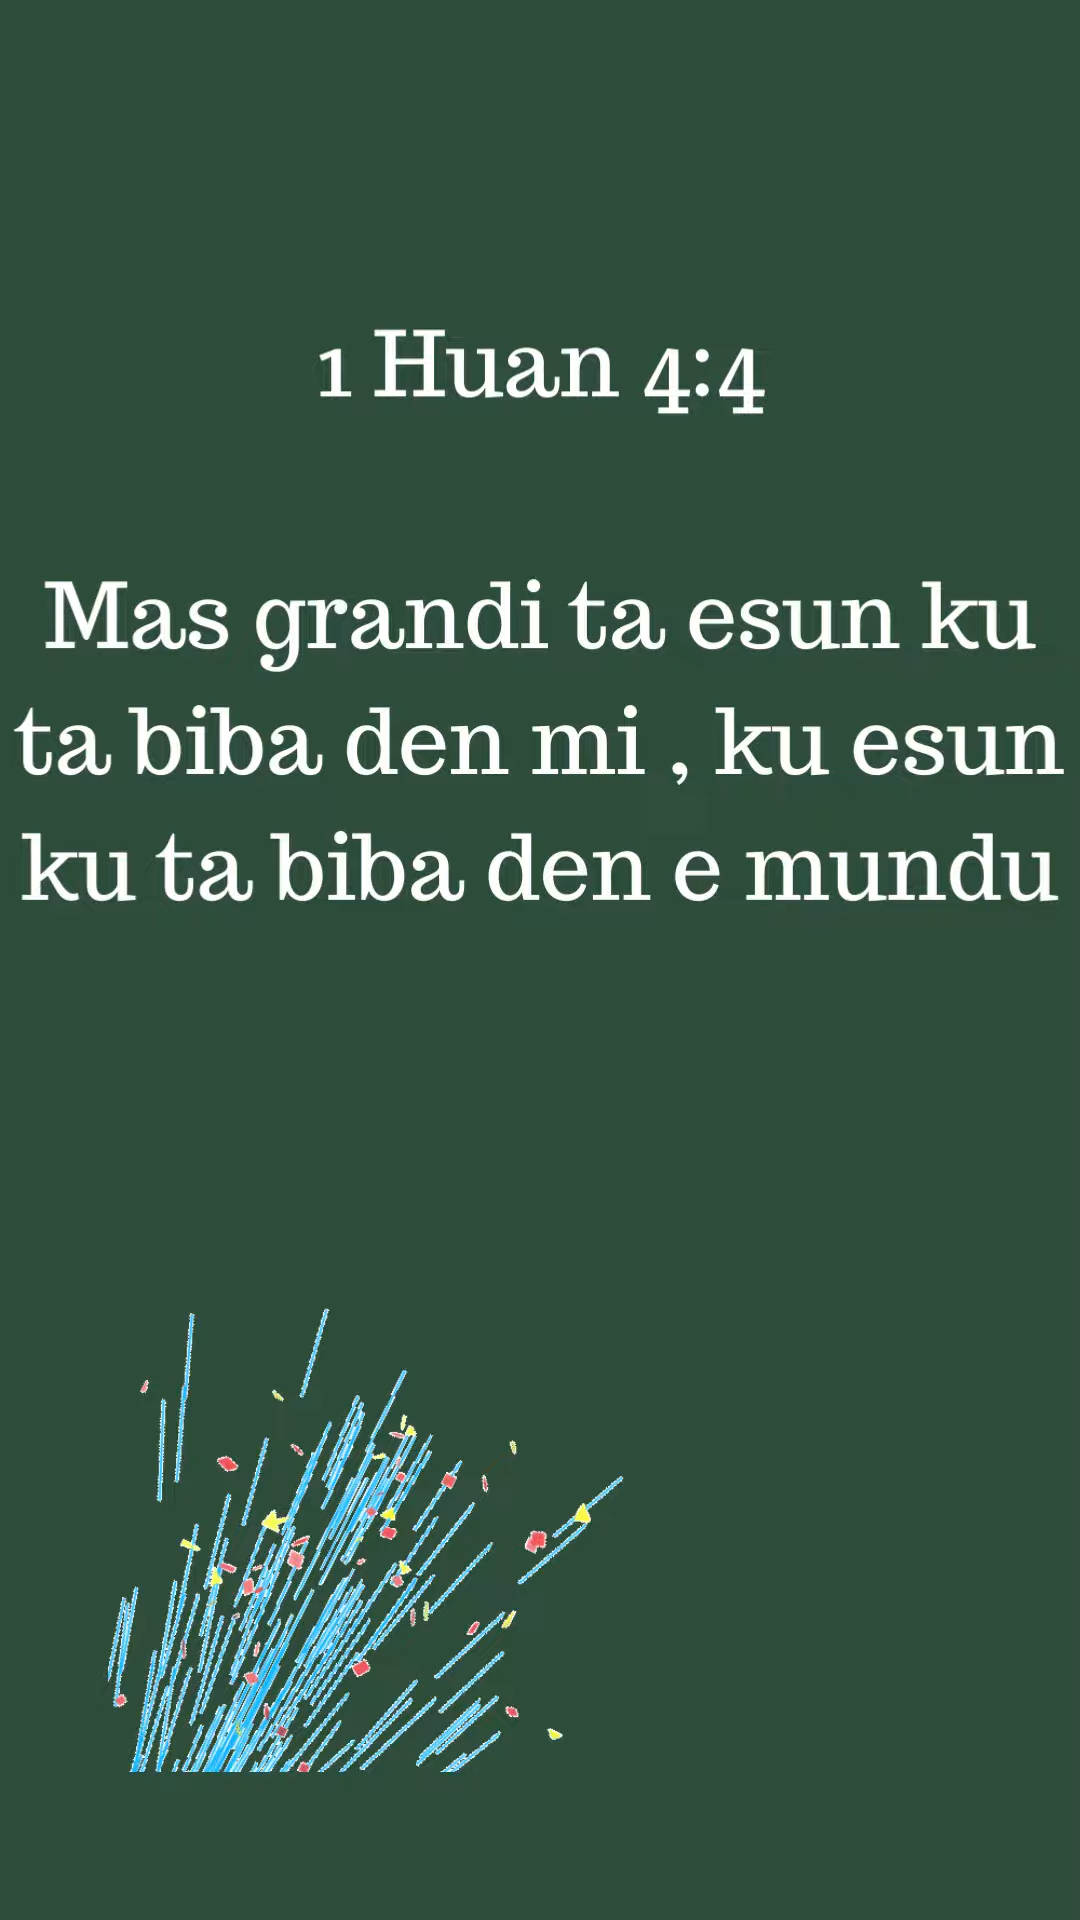 1 Huan 4:4
Mas grandi ta esun ku
ta biba den mi , ku esun
ku ta biba den e mundu